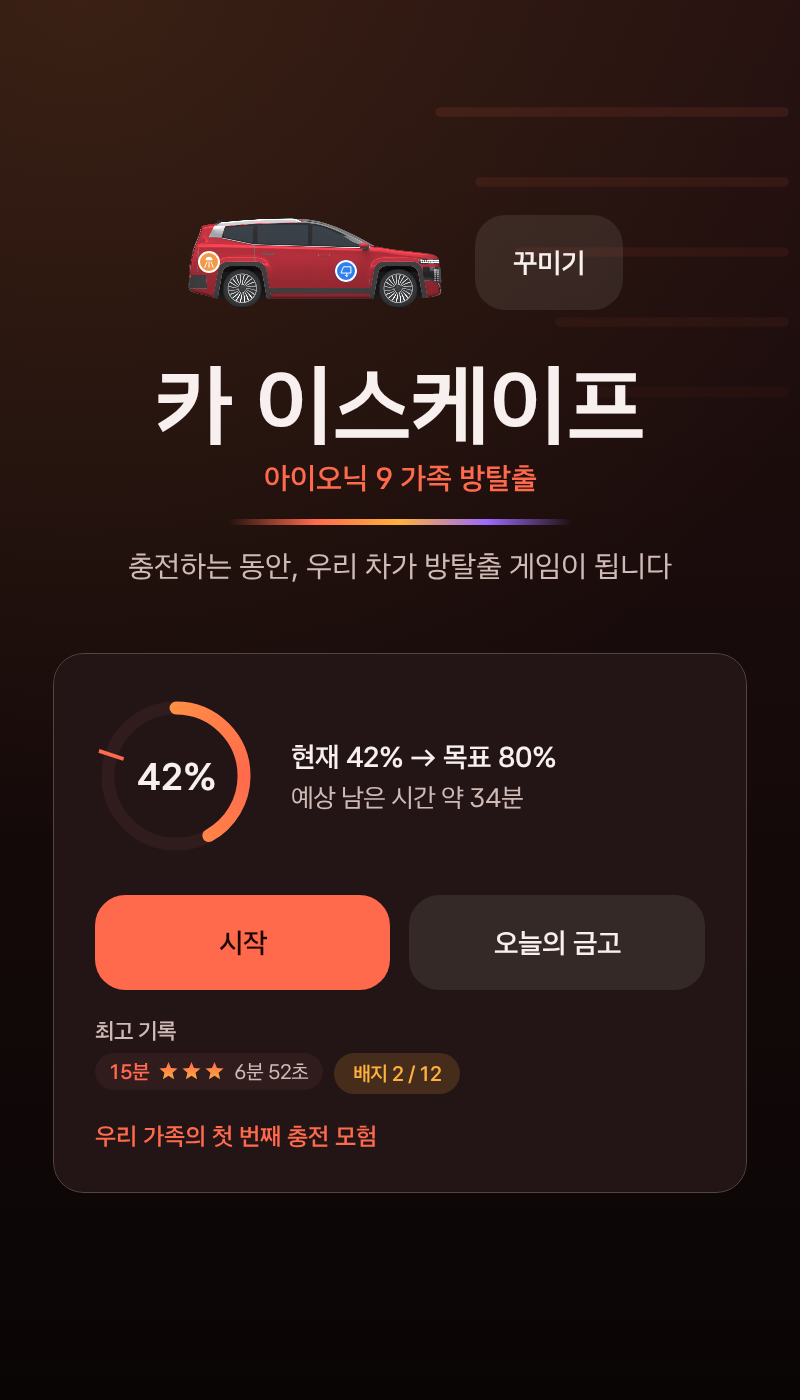 꾸미기
카 이스케이프
아이오닉 9 가족 방탈출
충전하는 동안, 우리 차가 방탈출 게임이 됩니다
42%
현재 42% → 목표 80%
예상 남은 시간 약 34분
시작
오늘의 금고
최고 기록
15분 ★★★ 6분 52초
배지 2 / 12
우리 가족의 첫 번째 충전 모험